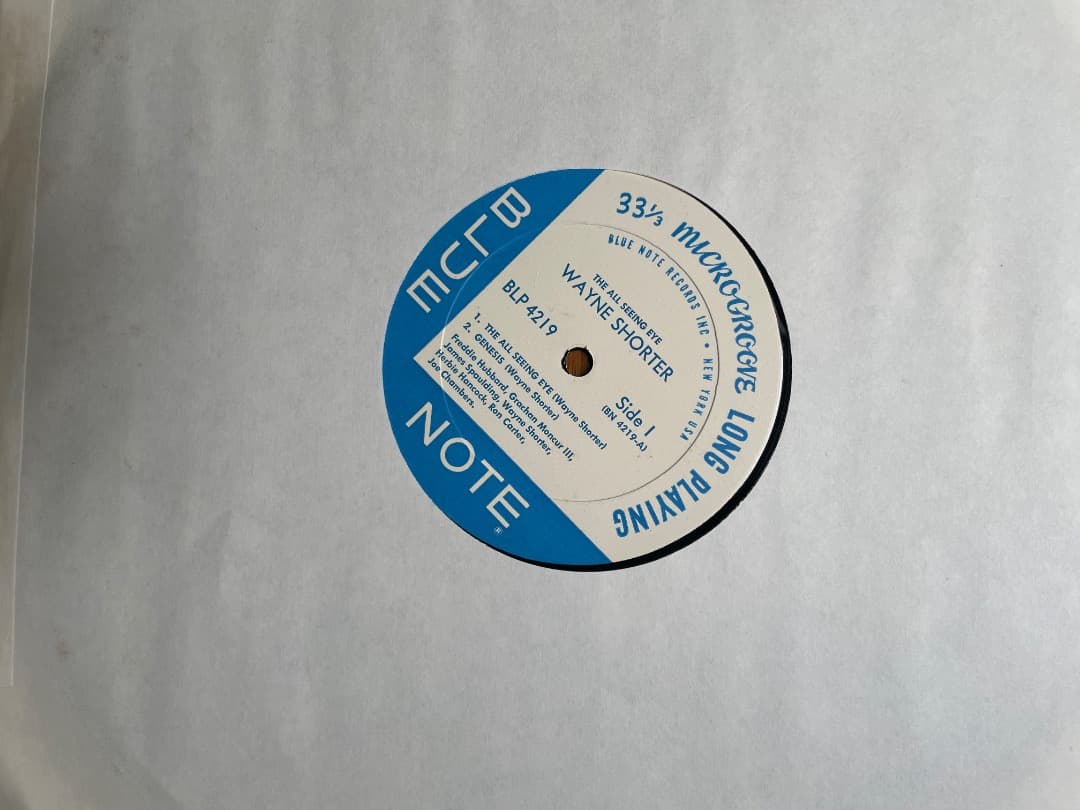 33⅓ MICROGROOVE LONG PLAYING
BLUE NOTE RECORDS INC • NEW YORK USA
BLUE
NOTE
®
THE ALL SEEING EYE
WAYNE SHORTER
BLP 4219
Side 1
(BN 4219-A)
1. THE ALL SEEING EYE (Wayne Shorter)
2. GENESIS (Wayne Shorter)
Freddie Hubbard, Grachan Moncur III,
James Spaulding, Wayne Shorter,
Herbie Hancock, Ron Carter,
Joe Chambers.